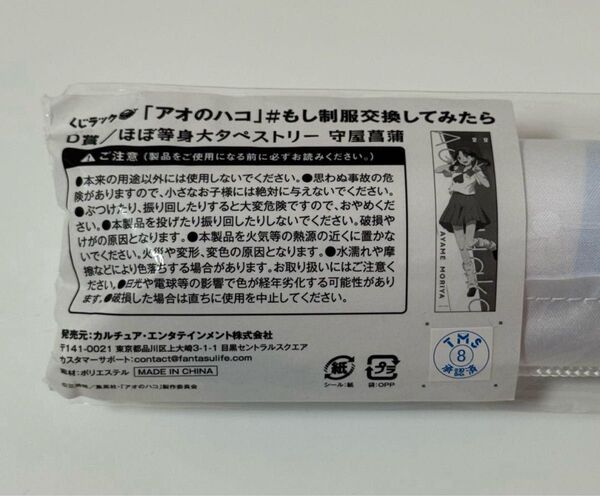 くじラック 「アオのハコ」#もし制服交換してみたら
D賞/ほぼ等身大タペストリー 守屋菖蒲
ご注意(製品をご使用になる前に必ずお読みください。)
●本来の用途以外には使用しないでください。●思わぬ事故の危
険がありますので、小さなお子様には絶対に与えないでください。
●ぶつけたり、振り回したりすると大変危険ですので、おやめくだ
さい。●本製品を投げたり振り回したりしないでください。破損や
けがの原因となります。●本製品を火気等の熱源の近くに置かな
いでください。火災や変形、変色の原因となります。●水濡れや摩
擦などにより色落ちする場合があります。お取り扱いにはご注意く
ださい。●日光や電球等の影響で色が経年劣化する可能性があり
ます。●破損した場合は直ちに使用を中止してください。
AYAME MORIYA
発売元:カルチュア・エンタテインメント株式会社
〒141-0021 東京都品川区上大崎3-1-1 目黒セントラルスクエア
カスタマーサポート:contact@fantasulife.com
素材:ポリエステル MADE IN CHINA
集英社・「アオのハコ」製作委員会
紙
シール:紙
プラ
袋:OPP
TMS
8
承認済